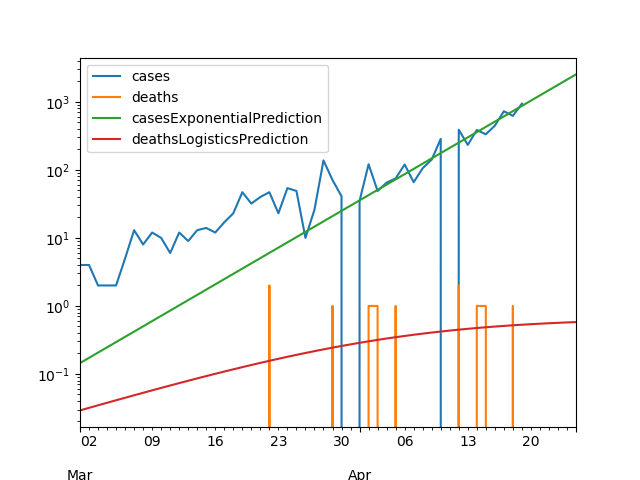 cases
deaths
casesExponentialPrediction
deathsLogisticsPrediction
10³
10²
10¹
10⁰
10⁻¹
02 09 16 23 30 06 13 20
Mar Apr